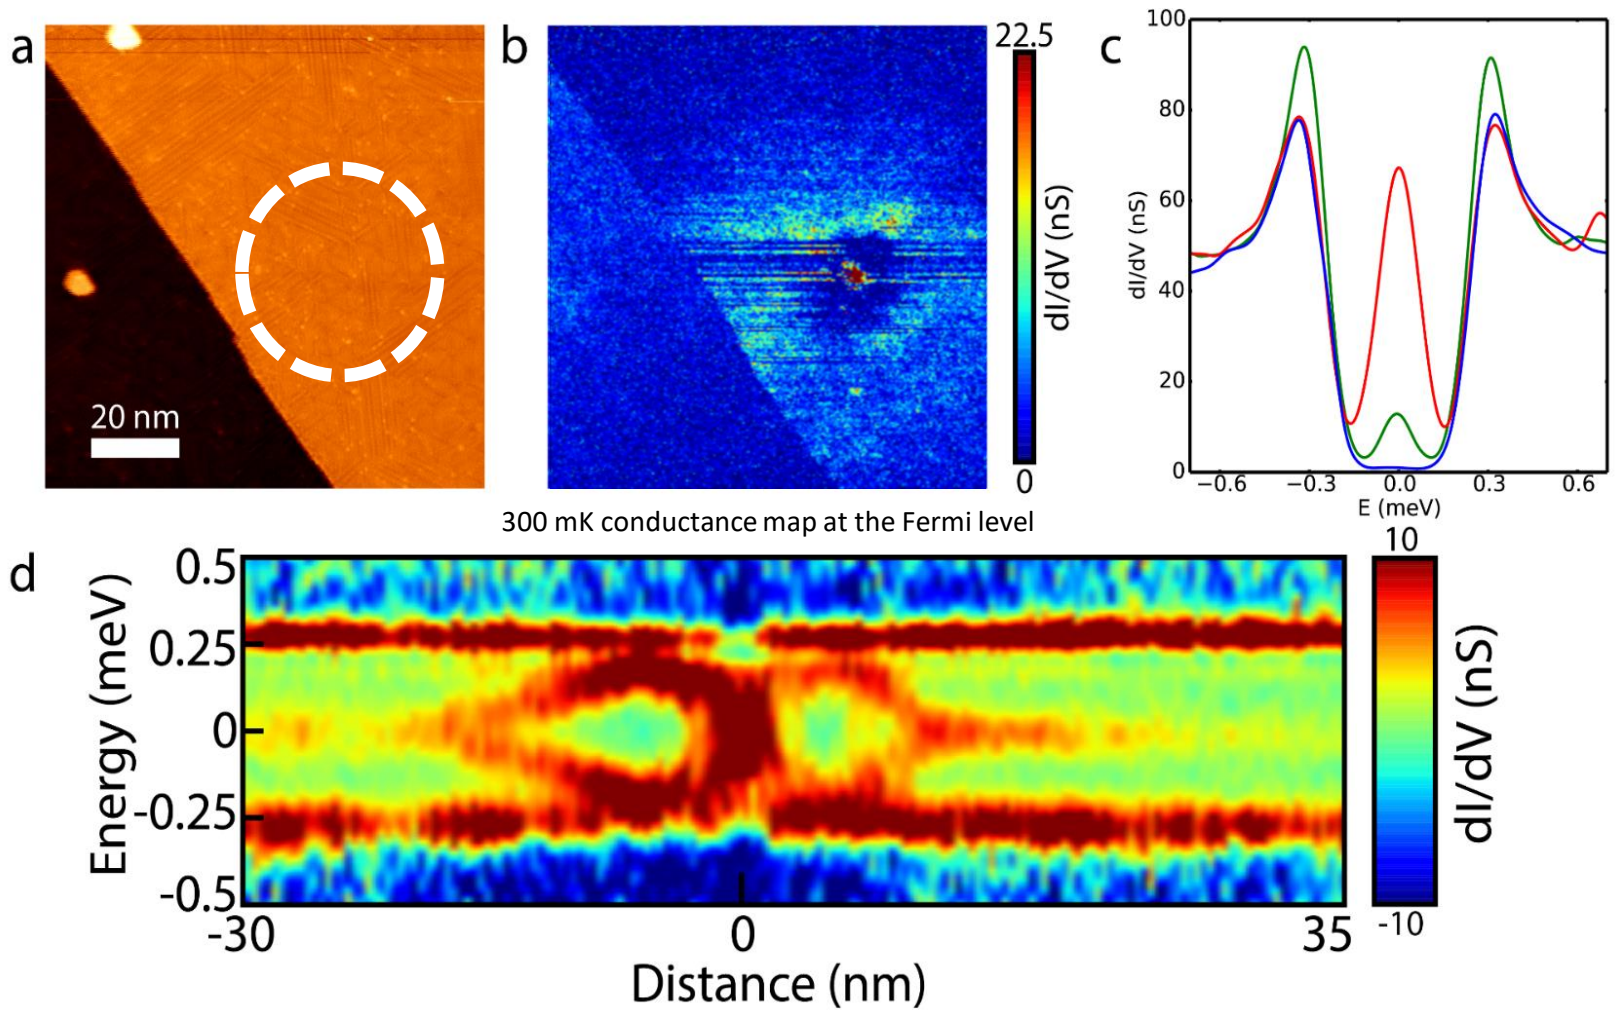 a
20 nm
b
22.5
dI/dV (nS)
0
c
100
80
60
40
20
0
dI/dV (nS)
−0.6
−0.3
0.0
0.3
0.6
E (meV)
300 mK conductance map at the Fermi level
d
0.5
0.25
0
-0.25
-0.5
Energy (meV)
-30
0
35
Distance (nm)
10
dI/dV (nS)
-10